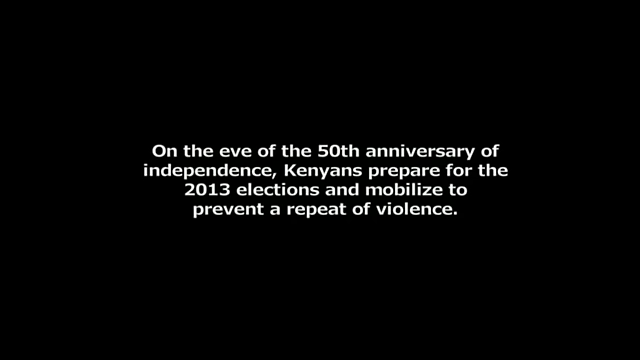 On the eve of the 50th anniversary of
independence, Kenyans prepare for the
2013 elections and mobilize to
prevent a repeat of violence.